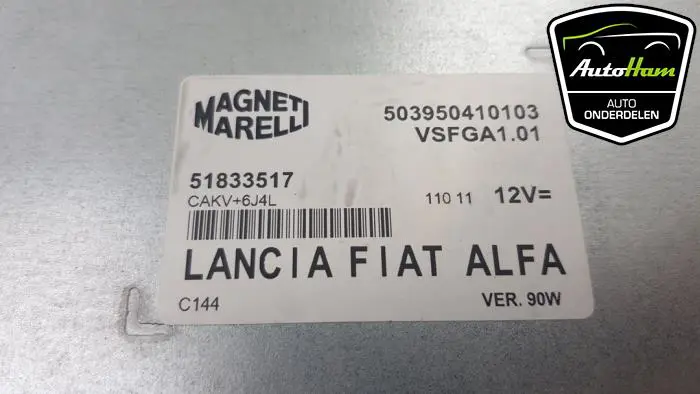 MAGNETI
MARELLI
503950410103
VSFGA1.01
51833517
CAKV+6J4L
110 11 12V=
LANCIA FIAT ALFA
C144 VER. 90W
AutoHam
AUTO
ONDERDELEN